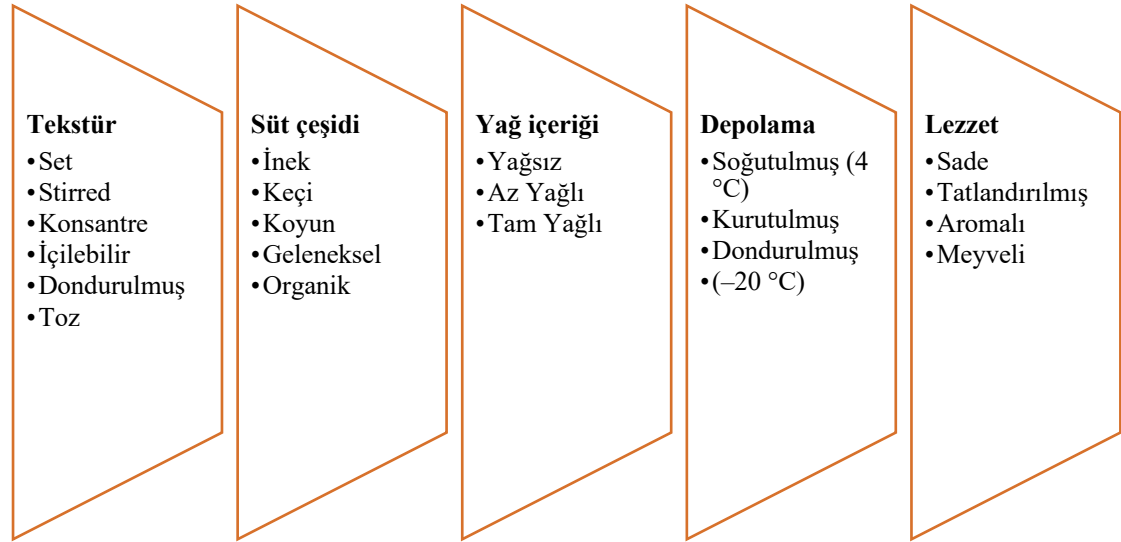 Tekstür
•Set
•Stirred
•Konsantre
•İçilebilir
•Dondurulmuş
•Toz
Süt çeşidi
•İnek
•Keçi
•Koyun
•Geleneksel
•Organik
Yağ içeriği
•Yağsız
•Az Yağlı
•Tam Yağlı
Depolama
•Soğutulmuş (4
°C)
•Kurutulmuş
•Dondurulmuş
•(–20 °C)
Lezzet
•Sade
•Tatlandırılmış
•Aromalı
•Meyveli